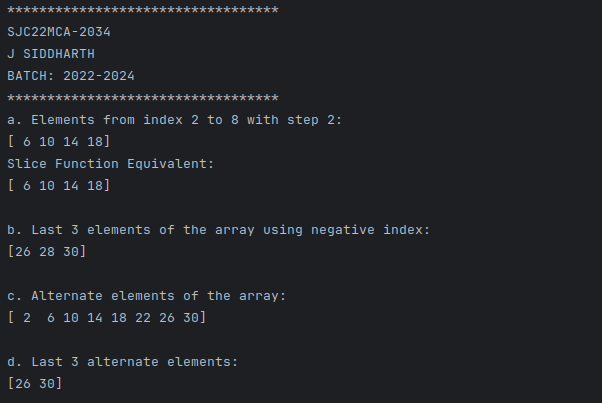 **********************************
SJC22MCA-2034
J SIDDHARTH
BATCH: 2022-2024
**********************************
a. Elements from index 2 to 8 with step 2:
[ 6 10 14 18]
Slice Function Equivalent:
[ 6 10 14 18]
b. Last 3 elements of the array using negative index:
[26 28 30]
c. Alternate elements of the array:
[ 2  6 10 14 18 22 26 30]
d. Last 3 alternate elements:
[26 30]